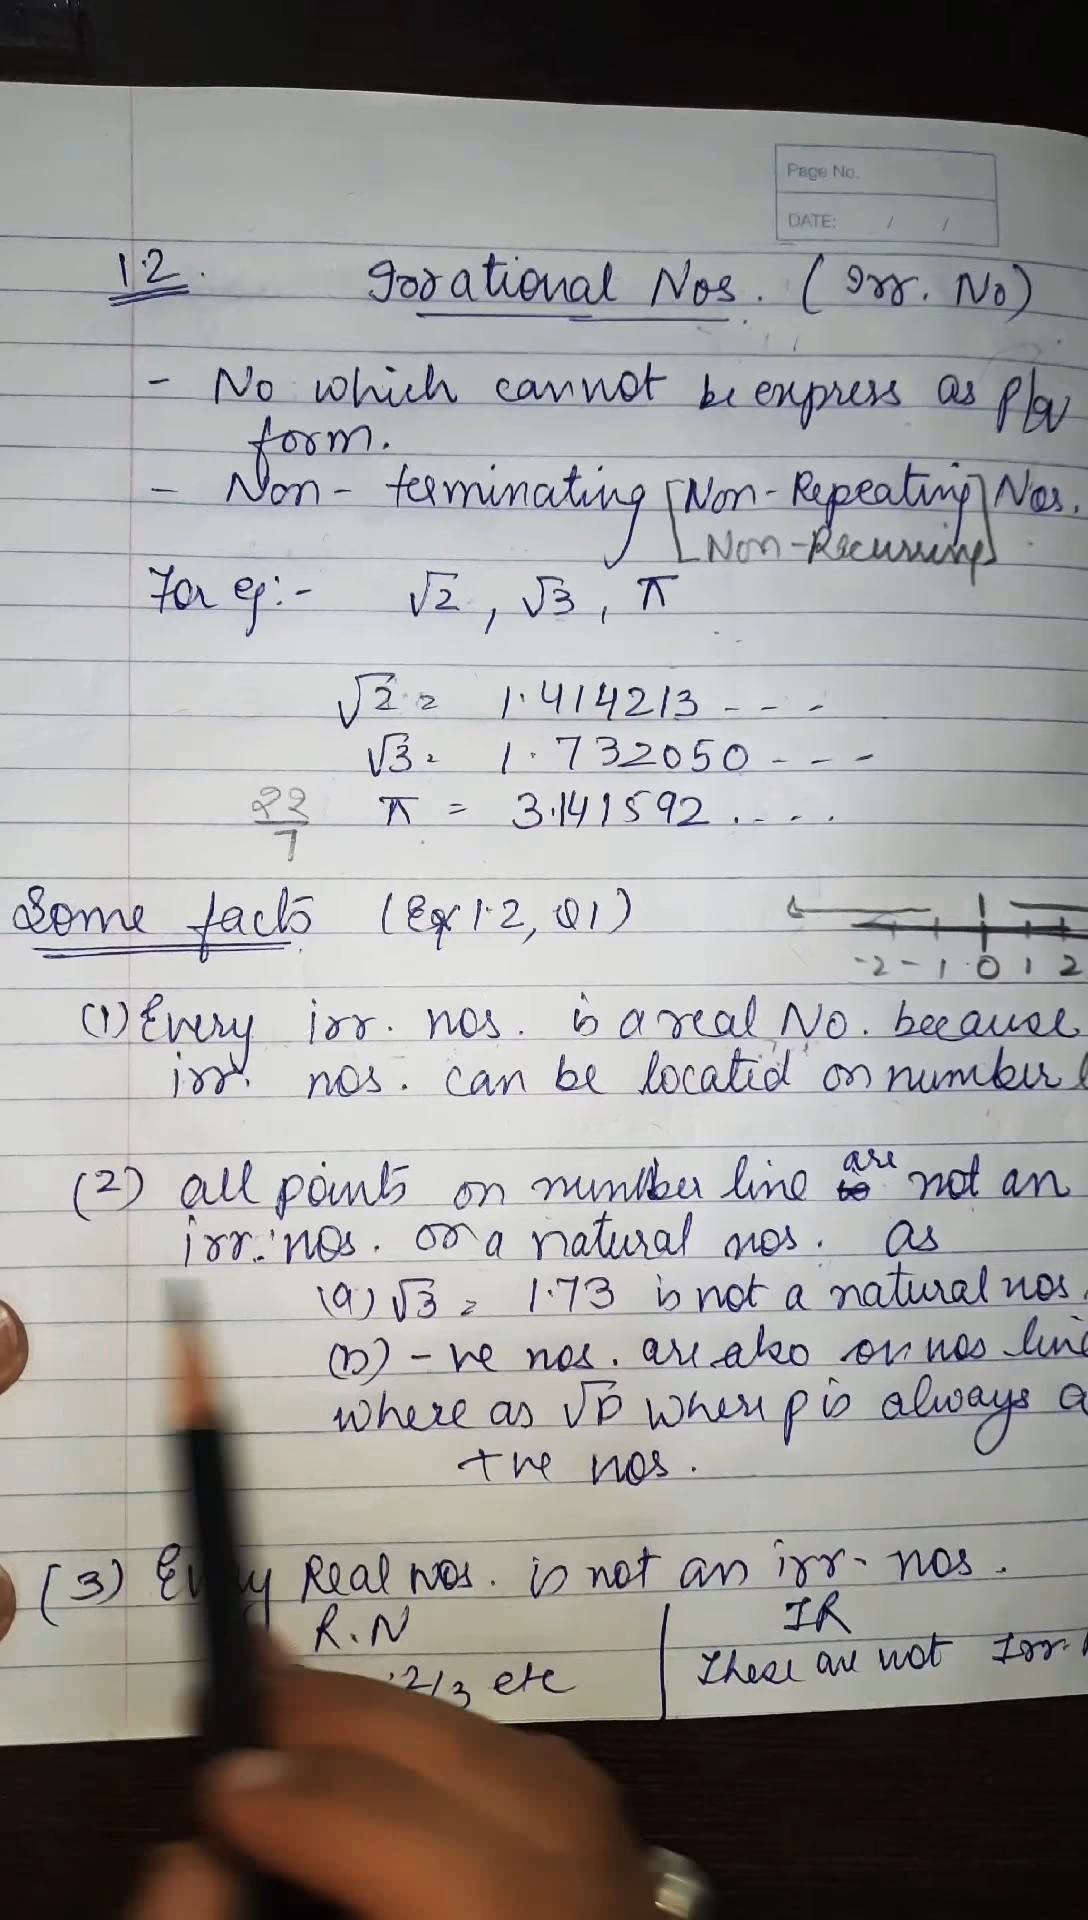 Page No.
DATE: / /
1.2. Irrational Nos. (Irr. No)
- No which cannot be express as p/q
form.
- Non-terminating [Non-Repeating] Nos.
[Non-Recurring]
For eg:- √2, √3, π
√2 = 1.414213 - - -
√3 = 1.732050 - - -
22/7 π = 3.141592 . . . .
Some facts (Ex 1.2, Q1)
-2 -1 0 1 2
(1) Every irr. nos. is a real No. because
irr. nos. can be located on number
(2) all points on number line are not an
irr. nos. or a natural nos. as
(a) √3 = 1.73 is not a natural nos.
(b) -ve nos. are also on nos line
where as √p where p is always a
+ve nos.
(3) Every Real nos. is not an irr- nos.
R.N IR
2/3 etc These are not Irr.